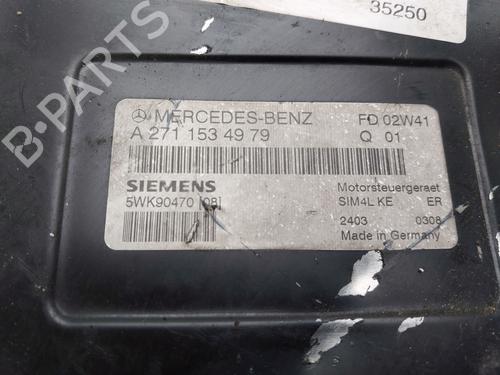 35250
MERCEDES-BENZ FD 02W41
A 271 153 49 79 Q 01
SIEMENS Motorsteuergeraet
5WK90470 [08] SIM4L KE ER
2403 0308
Made in Germany
B-PARTS